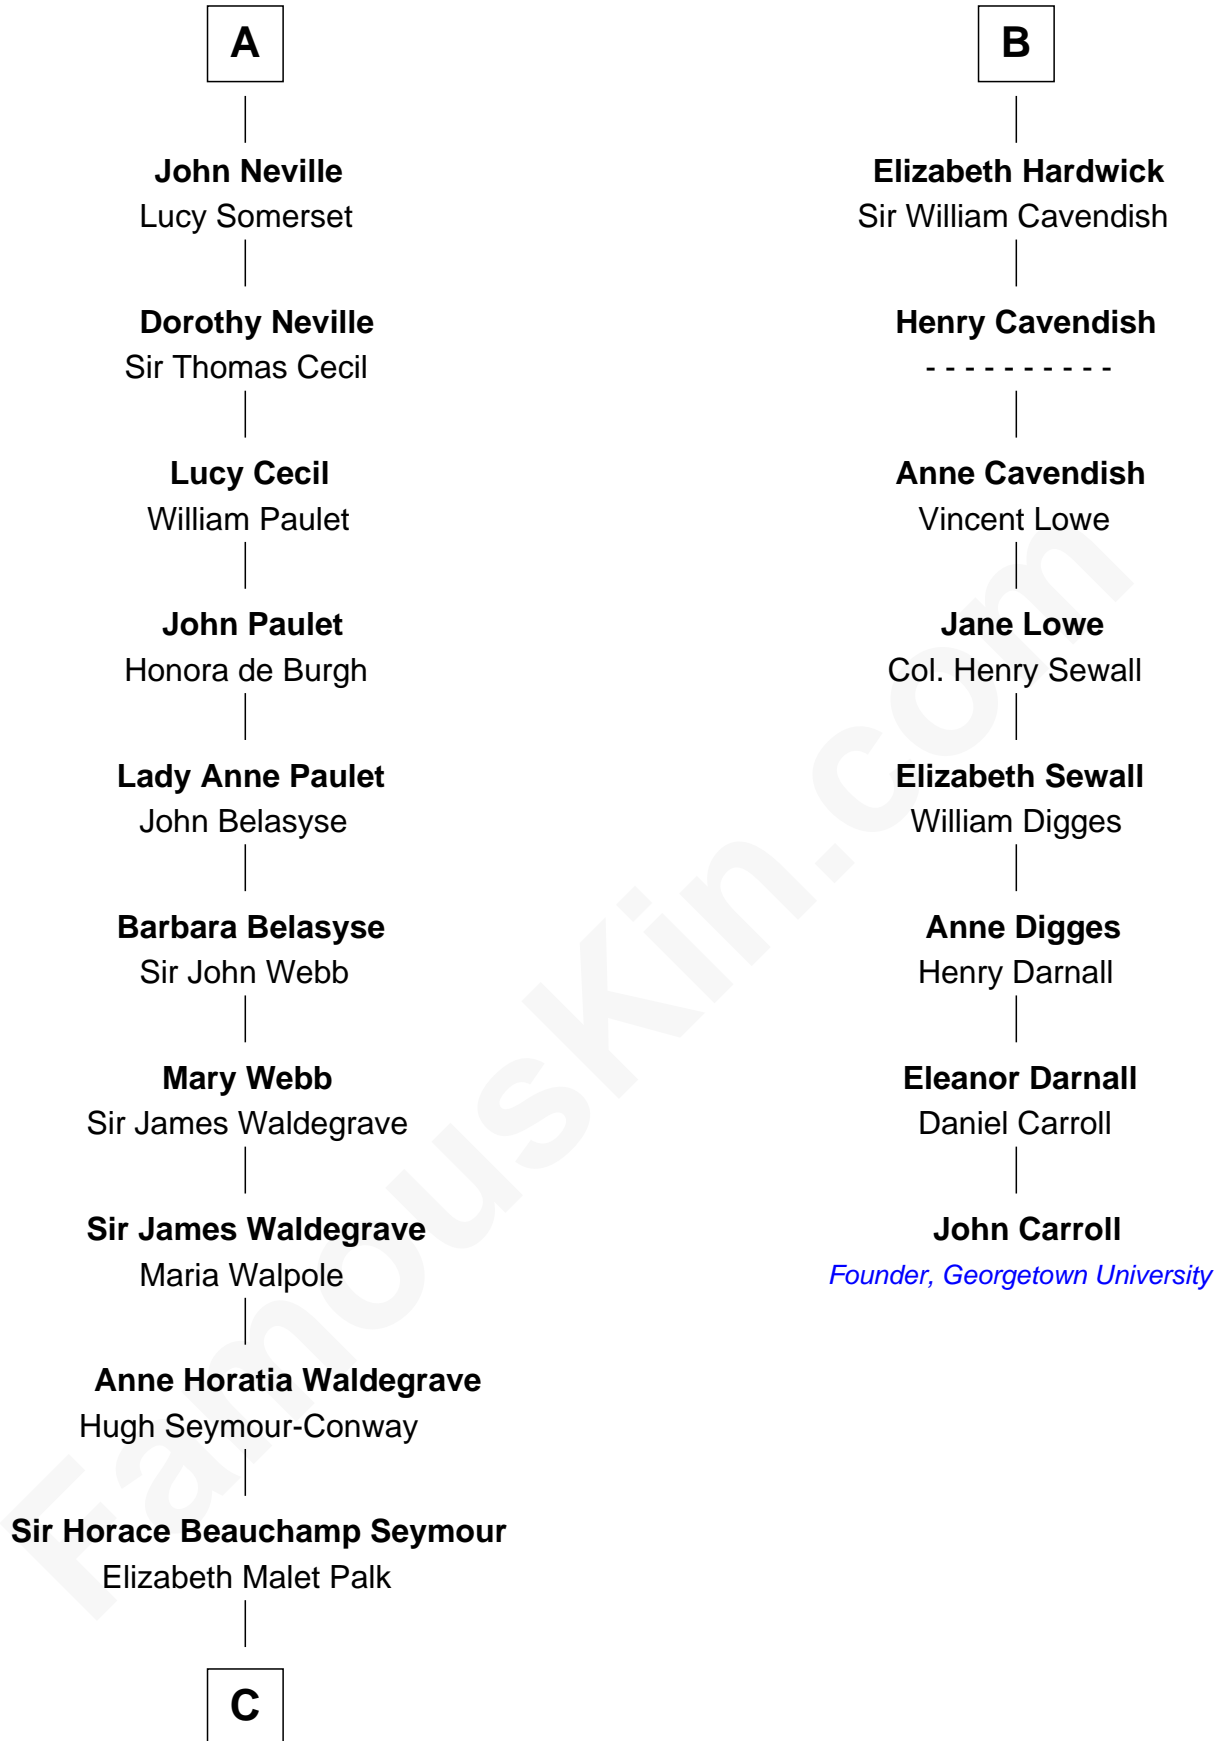 A
John Neville
Lucy Somerset
Dorothy Neville
Sir Thomas Cecil
Lucy Cecil
William Paulet
John Paulet
Honora de Burgh
Lady Anne Paulet
John Belasyse
Barbara Belasyse
Sir John Webb
Mary Webb
Sir James Waldegrave
Sir James Waldegrave
Maria Walpole
Anne Horatia Waldegrave
Hugh Seymour-Conway
Sir Horace Beauchamp Seymour
Elizabeth Malet Palk
C
B
Elizabeth Hardwick
Sir William Cavendish
Henry Cavendish
- - - - - - - - - -
Anne Cavendish
Vincent Lowe
Jane Lowe
Col. Henry Sewall
Elizabeth Sewall
William Digges
Anne Digges
Henry Darnall
Eleanor Darnall
Daniel Carroll
John Carroll
Founder, Georgetown University
FamousKin.com